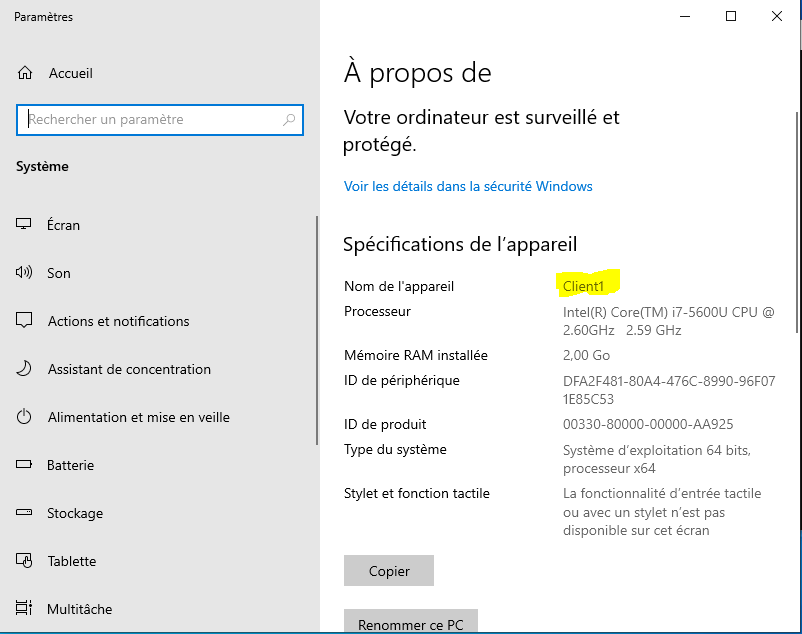 Paramètres
Accueil
Rechercher un paramètre
Système
Écran
Son
Actions et notifications
Assistant de concentration
Alimentation et mise en veille
Batterie
Stockage
Tablette
Multitâche
À propos de
Votre ordinateur est surveillé et
protégé.
Voir les détails dans la sécurité Windows
Spécifications de l’appareil
Nom de l'appareil Client1
Processeur Intel(R) Core(TM) i7-5600U CPU @
2.60GHz 2.59 GHz
Mémoire RAM installée 2,00 Go
ID de périphérique DFA2F481-80A4-476C-8990-96F07
1E85C53
ID de produit 00330-80000-00000-AA925
Type du système Système d’exploitation 64 bits,
processeur x64
Stylet et fonction tactile La fonctionnalité d’entrée tactile
ou avec un stylet n’est pas
disponible sur cet écran
Copier
Renommer ce PC